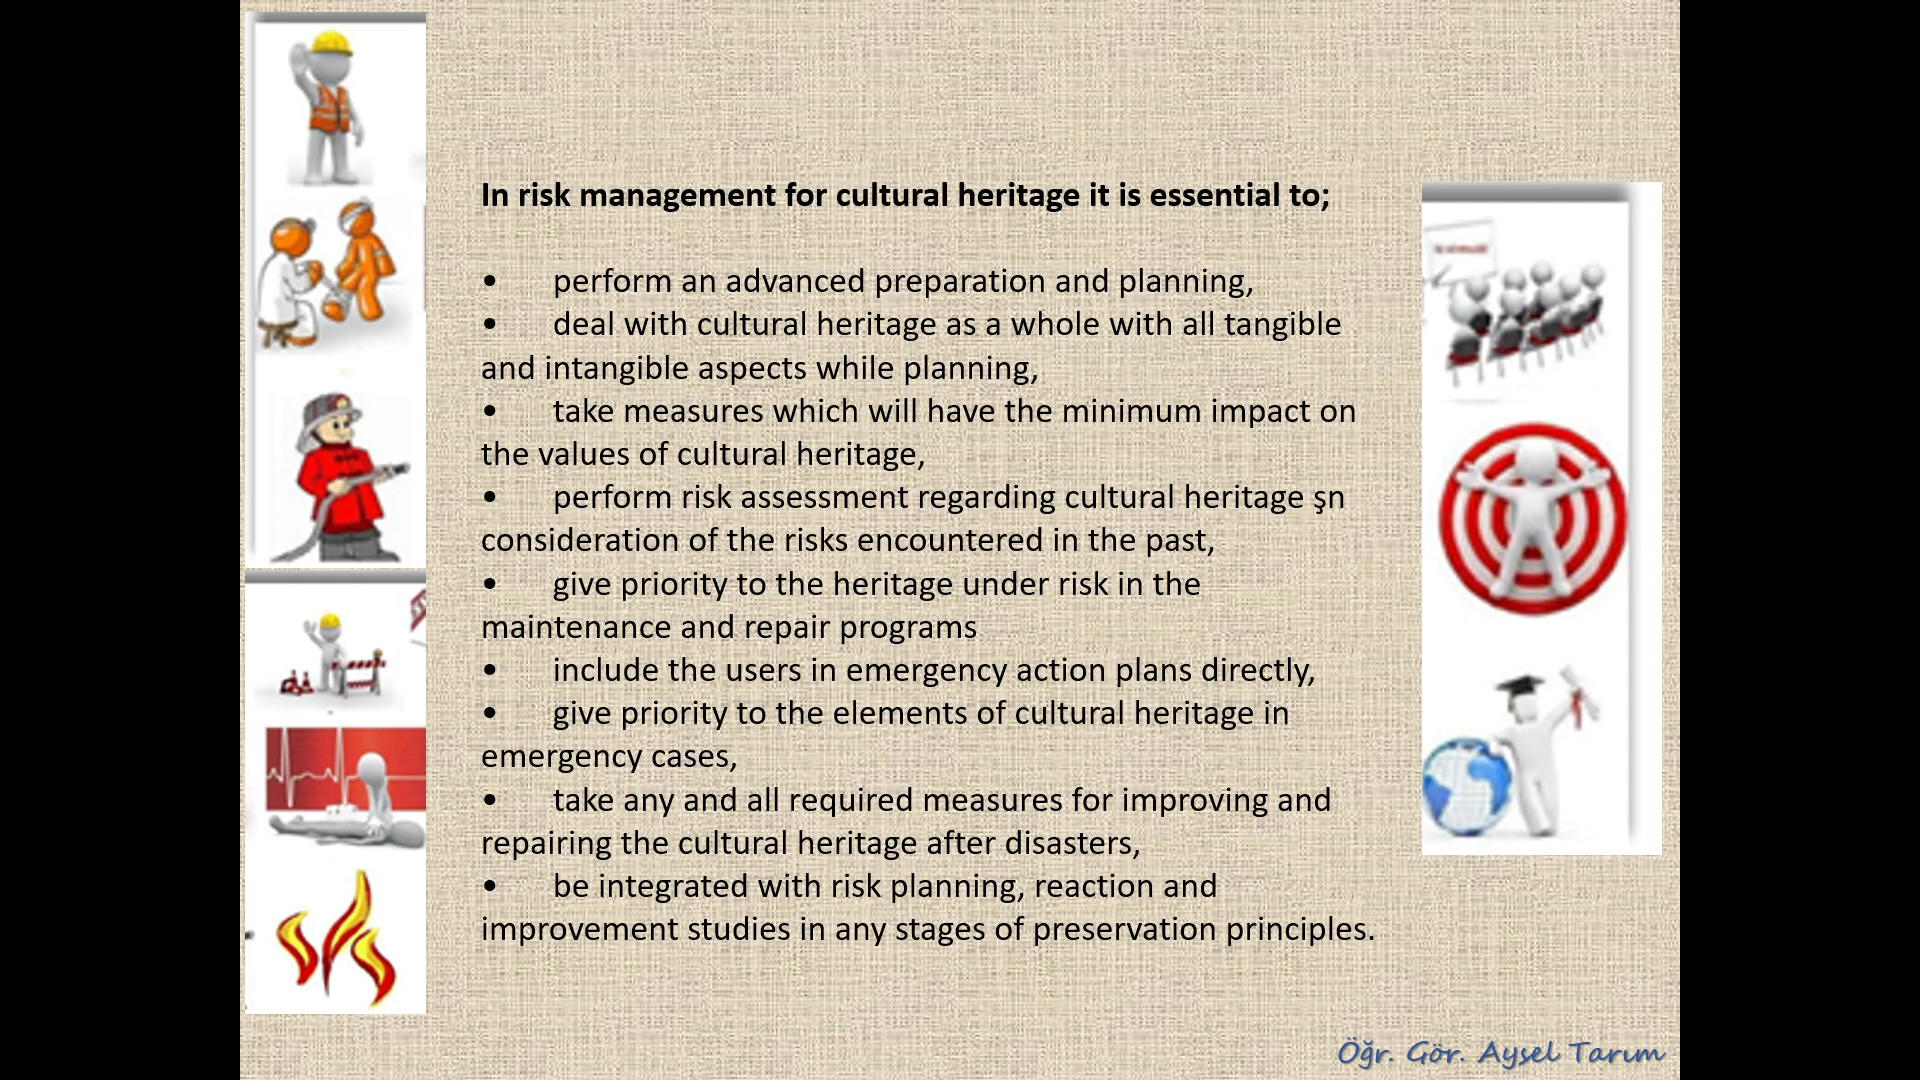 In risk management for cultural heritage it is essential to;
• perform an advanced preparation and planning,
• deal with cultural heritage as a whole with all tangible
and intangible aspects while planning,
• take measures which will have the minimum impact on
the values of cultural heritage,
• perform risk assessment regarding cultural heritage şn
consideration of the risks encountered in the past,
• give priority to the heritage under risk in the
maintenance and repair programs
• include the users in emergency action plans directly,
• give priority to the elements of cultural heritage in
emergency cases,
• take any and all required measures for improving and
repairing the cultural heritage after disasters,
• be integrated with risk planning, reaction and
improvement studies in any stages of preservation principles.
Öğr. Gör. Aysel Tarım